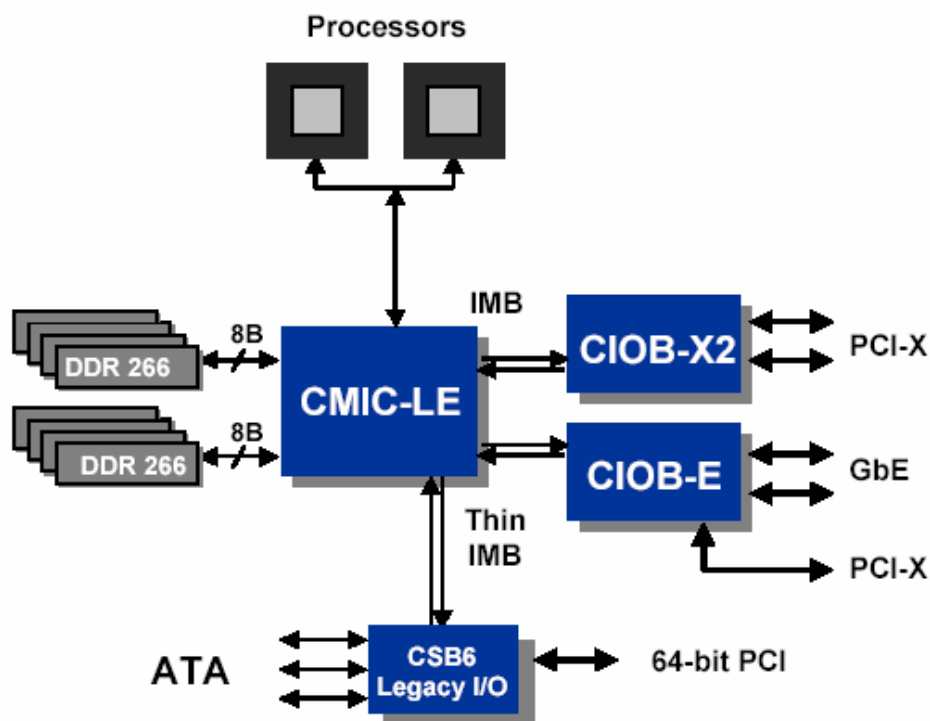 Processors
IMB
8B
DDR 266
CMIC-LE
CIOB-X2
PCI-X
8B
DDR 266
CIOB-E
GbE
Thin
IMB
PCI-X
ATA
CSB6
Legacy I/O
64-bit PCI